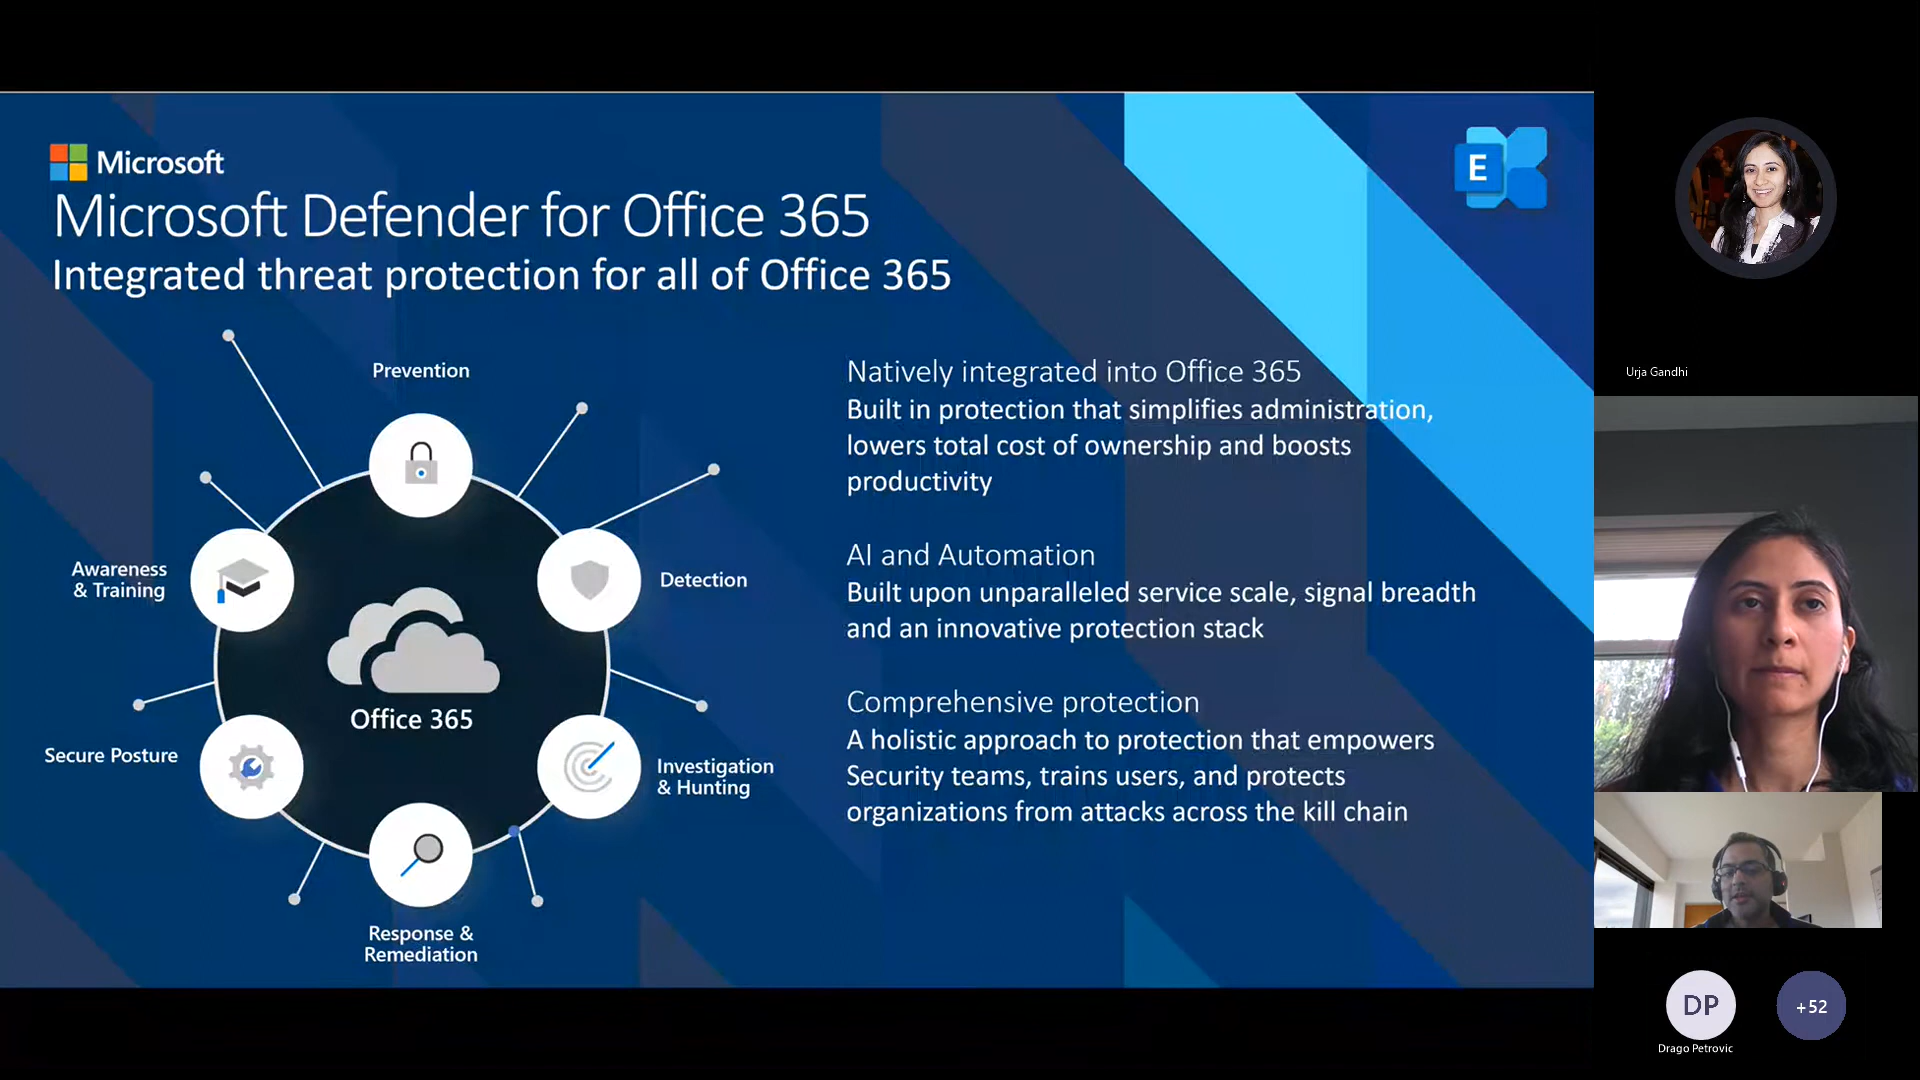 Microsoft
E
Microsoft Defender for Office 365
Integrated threat protection for all of Office 365
Prevention
Awareness
& Training
Detection
Office 365
Secure Posture
Investigation
& Hunting
Response &
Remediation
Natively integrated into Office 365
Built in protection that simplifies administration,
lowers total cost of ownership and boosts
productivity
AI and Automation
Built upon unparalleled service scale, signal breadth
and an innovative protection stack
Comprehensive protection
A holistic approach to protection that empowers
Security teams, trains users, and protects
organizations from attacks across the kill chain
Urja Gandhi
DP
+52
Drago Petrovic